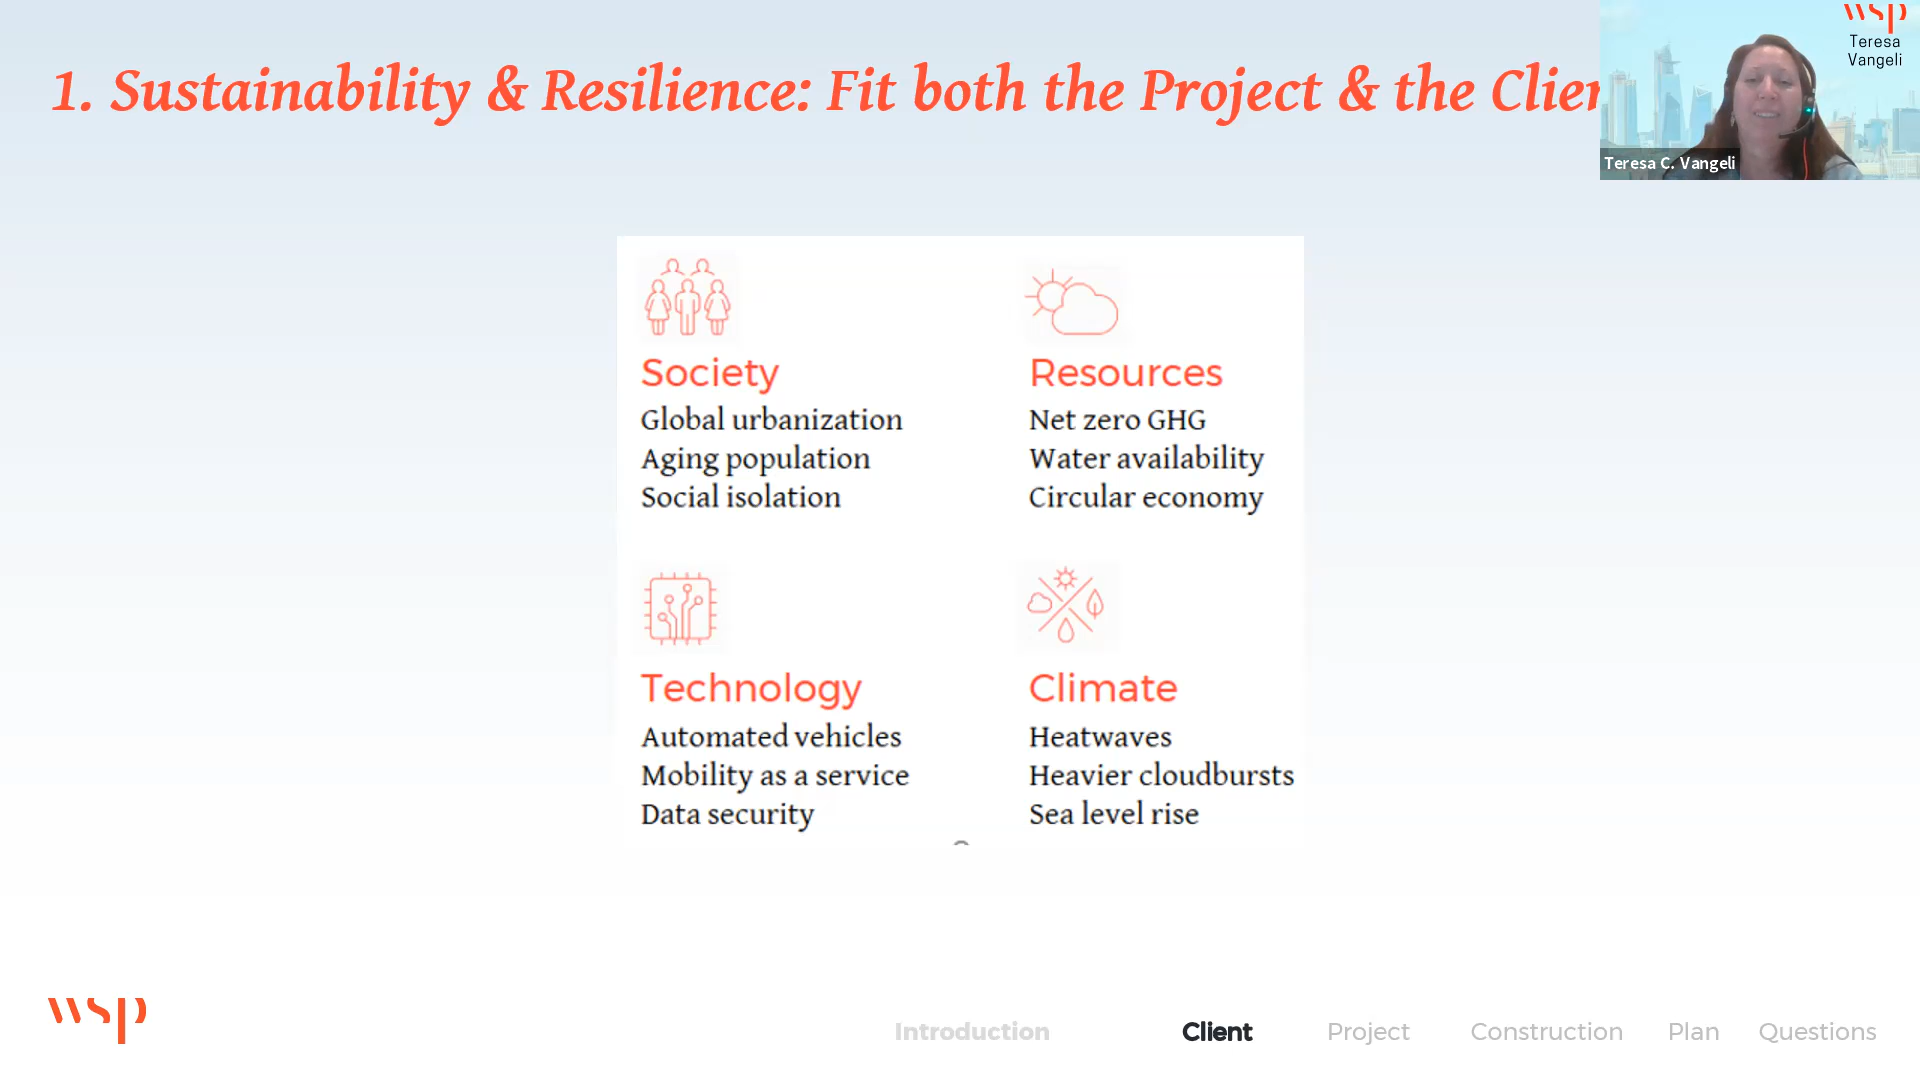 1. Sustainability & Resilience: Fit both the Project & the Clien
wsp
Teresa
Vangeli
Teresa C. Vangeli
Society
Global urbanization
Aging population
Social isolation
Resources
Net zero GHG
Water availability
Circular economy
Technology
Automated vehicles
Mobility as a service
Data security
Climate
Heatwaves
Heavier cloudbursts
Sea level rise
wsp
Introduction Client Project Construction Plan Questions